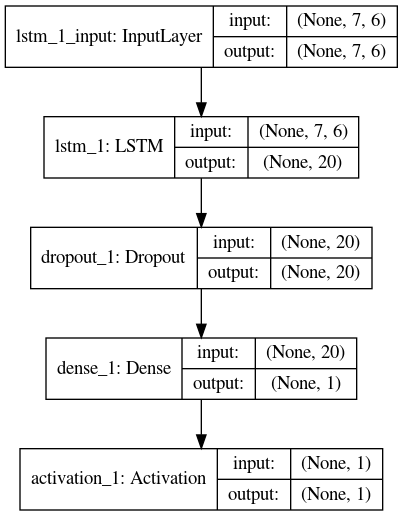 lstm_1_input: InputLayer
input: (None, 7, 6)
output: (None, 7, 6)
lstm_1: LSTM
input: (None, 7, 6)
output: (None, 20)
dropout_1: Dropout
input: (None, 20)
output: (None, 20)
dense_1: Dense
input: (None, 20)
output: (None, 1)
activation_1: Activation
input: (None, 1)
output: (None, 1)